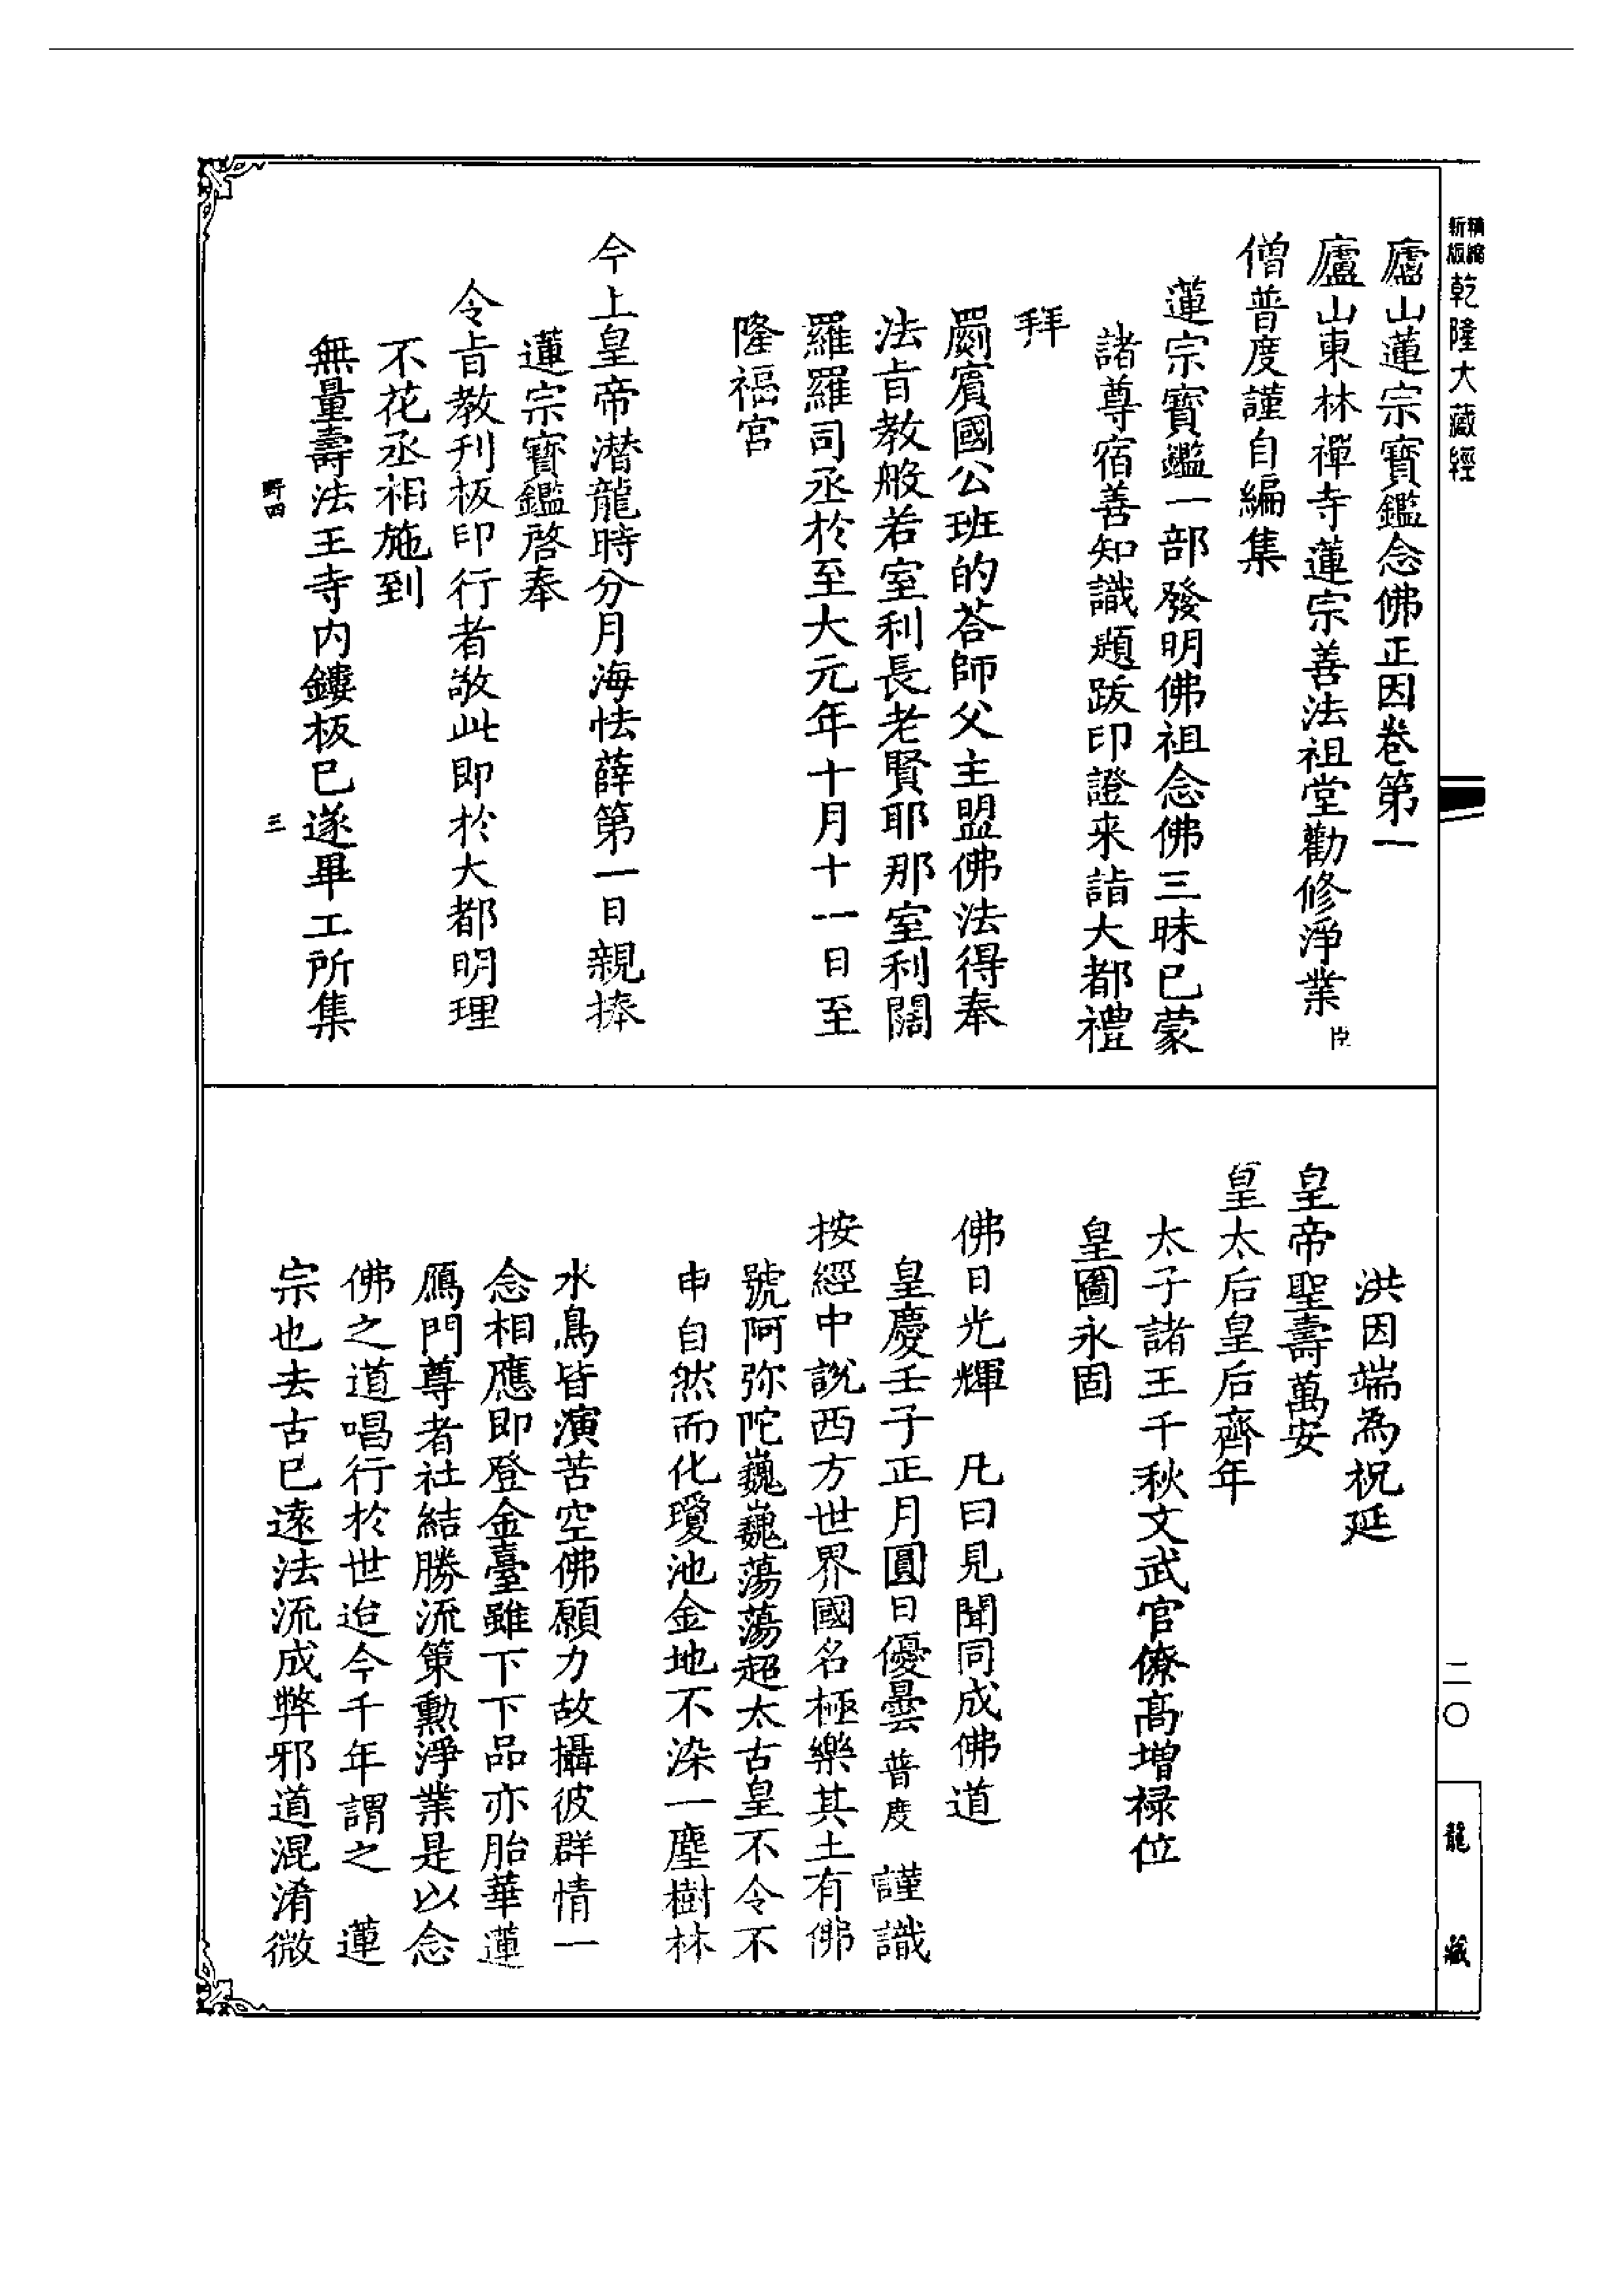 精縮新版乾隆大藏經
廬山蓮宗寶鑑念佛正因卷第一
廬山東林禪寺蓮宗善法祖堂勸修淨業臣
僧普度謹自編集
蓮宗寶鑑一部發明佛祖念佛三昧已蒙
諸尊宿善知識題跋印證来詣大都禮
拜
罽賓國公班的荅師父主盟佛法得奉
法旨教般若室利長老賢耶那室利闊
羅羅司丞於至大元年十月十一日至
隆福宮
今上皇帝潜龍時分月海怯薛第一日親捧
蓮宗寶鑑啓奉
令旨教刋板印行者敬此即於大都明理
不花丞相施到
無量壽法王寺内鏤板已遂畢工所集
野四
三
洪因端為祝延
皇帝聖壽萬安
皇太后皇后齊年
太子諸王千秋文武官僚髙增禄位
皇圖永固
佛日光輝 凡曰見聞同成佛道
皇慶壬子正月圓日優曇普度 謹識
按經中說西方世界國名極樂其土有佛
號阿弥陀巍巍蕩蕩超太古皇不令不
申自然而化瓊池金地不染一塵樹林
水鳥皆演苦空佛願力故攝彼群情一
念相應即登金臺雖下下品亦胎華蓮
鴈門尊者社結勝流策勲淨業是以念
佛之道唱行於世迨今千年謂之 蓮
宗也去古已遠法流成弊邪道混淆微
二〇
龍藏